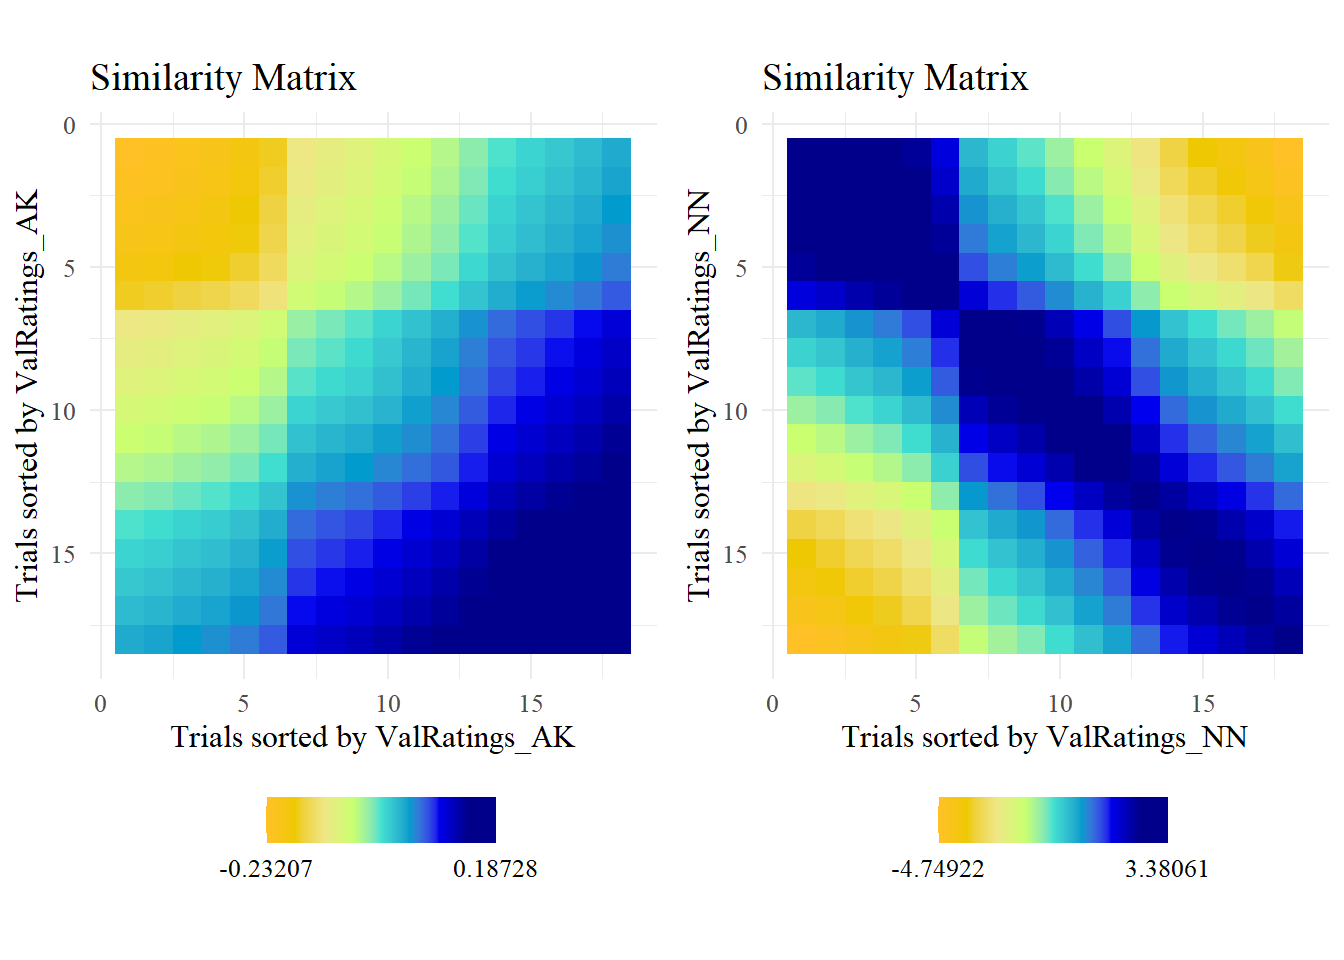 Similarity Matrix
Trials sorted by ValRatings_AK
0
5
10
15
0 5 10 15
Trials sorted by ValRatings_AK
-0.23207 0.18728
Similarity Matrix
Trials sorted by ValRatings_NN
0
5
10
15
0 5 10 15
Trials sorted by ValRatings_NN
-4.74922 3.38061